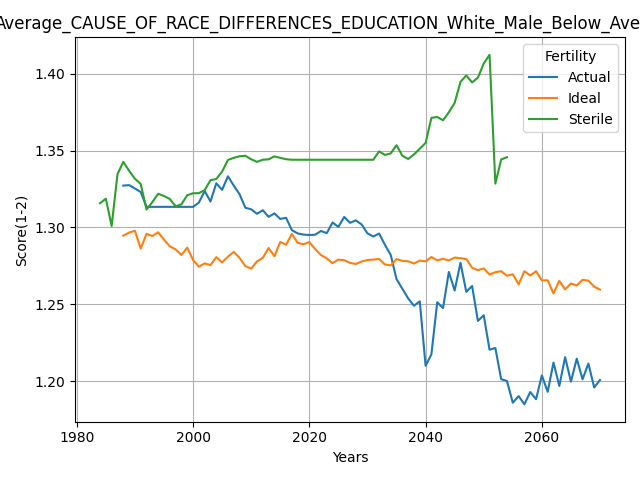 Average_CAUSE_OF_RACE_DIFFERENCES_EDUCATION_White_Male_Below_Ave
Fertility
Actual
Ideal
Sterile
Score(1-2)
1.40
1.35
1.30
1.25
1.20
1980 2000 2020 2040 2060
Years